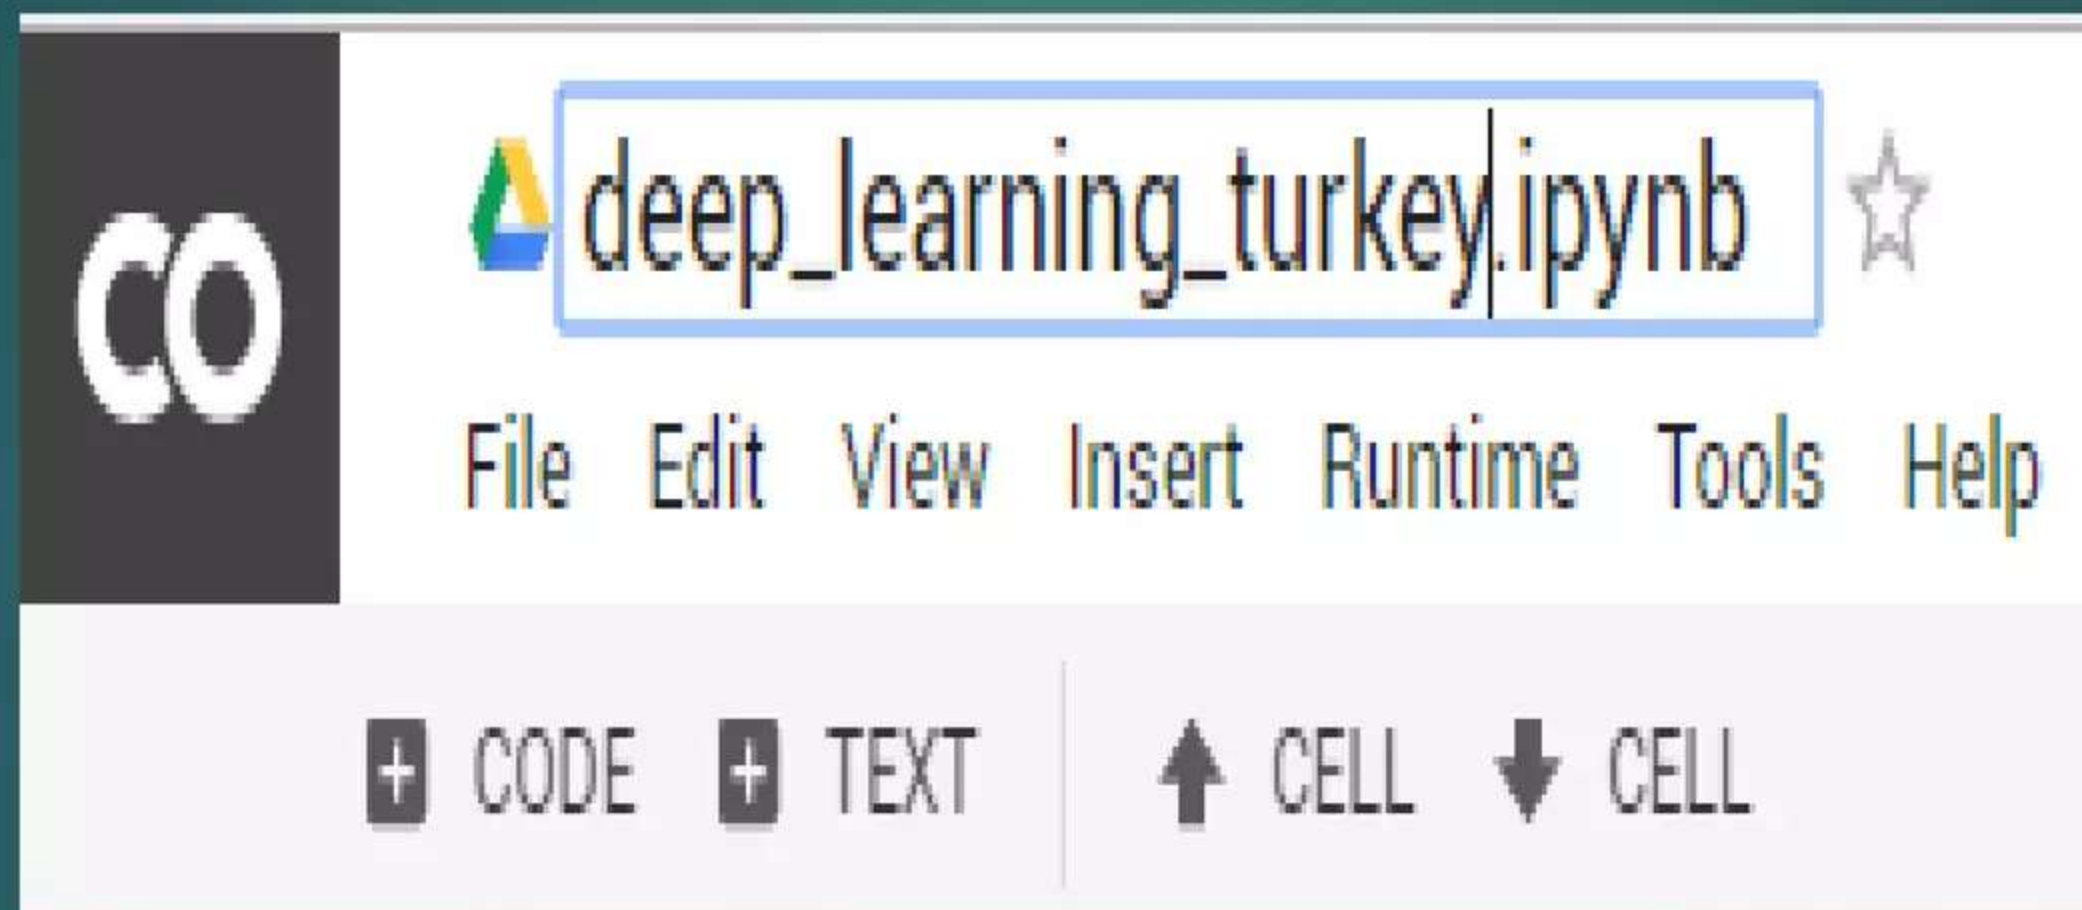 CO
deep_learning_turkey.ipynb
File Edit View Insert Runtime Tools Help
CODE TEXT CELL CELL